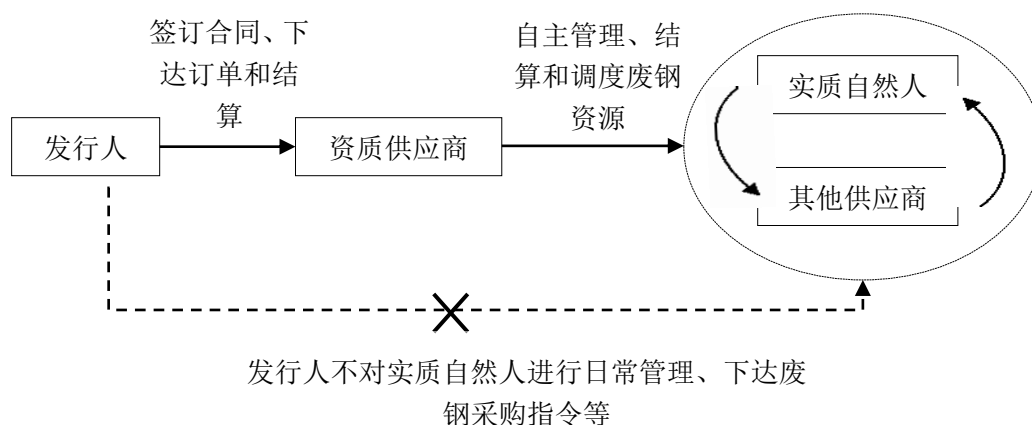 签订合同、下
达订单和结
算
自主管理、结
算和调度废钢
资源
发行人
资质供应商
实质自然人
其他供应商
发行人不对实质自然人进行日常管理、下达废
钢采购指令等